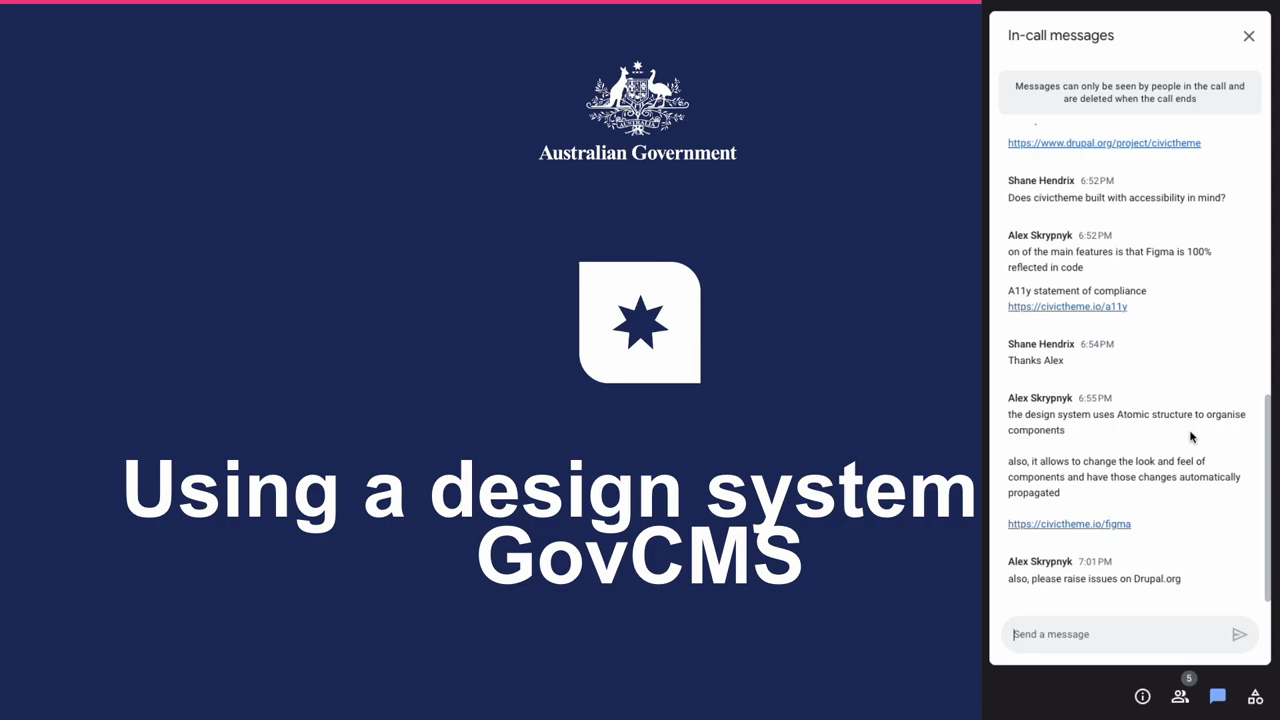 AUSTRALIA
Australian Government
Using a design system
GovCMS
In-call messages
Messages can only be seen by people in the call and
are deleted when the call ends
https://www.drupal.org/project/civictheme
Shane Hendrix 6:52 PM
Does civictheme built with accessibility in mind?
Alex Skrypnyk 6:52 PM
on of the main features is that Figma is 100%
reflected in code
A11y statement of compliance
https://civictheme.io/a11y
Shane Hendrix 6:54 PM
Thanks Alex
Alex Skrypnyk 6:55 PM
the design system uses Atomic structure to organise
components
also, it allows to change the look and feel of
components and have those changes automatically
propagated
https://civictheme.io/figma
Alex Skrypnyk 7:01 PM
also, please raise issues on Drupal.org
Send a message
5